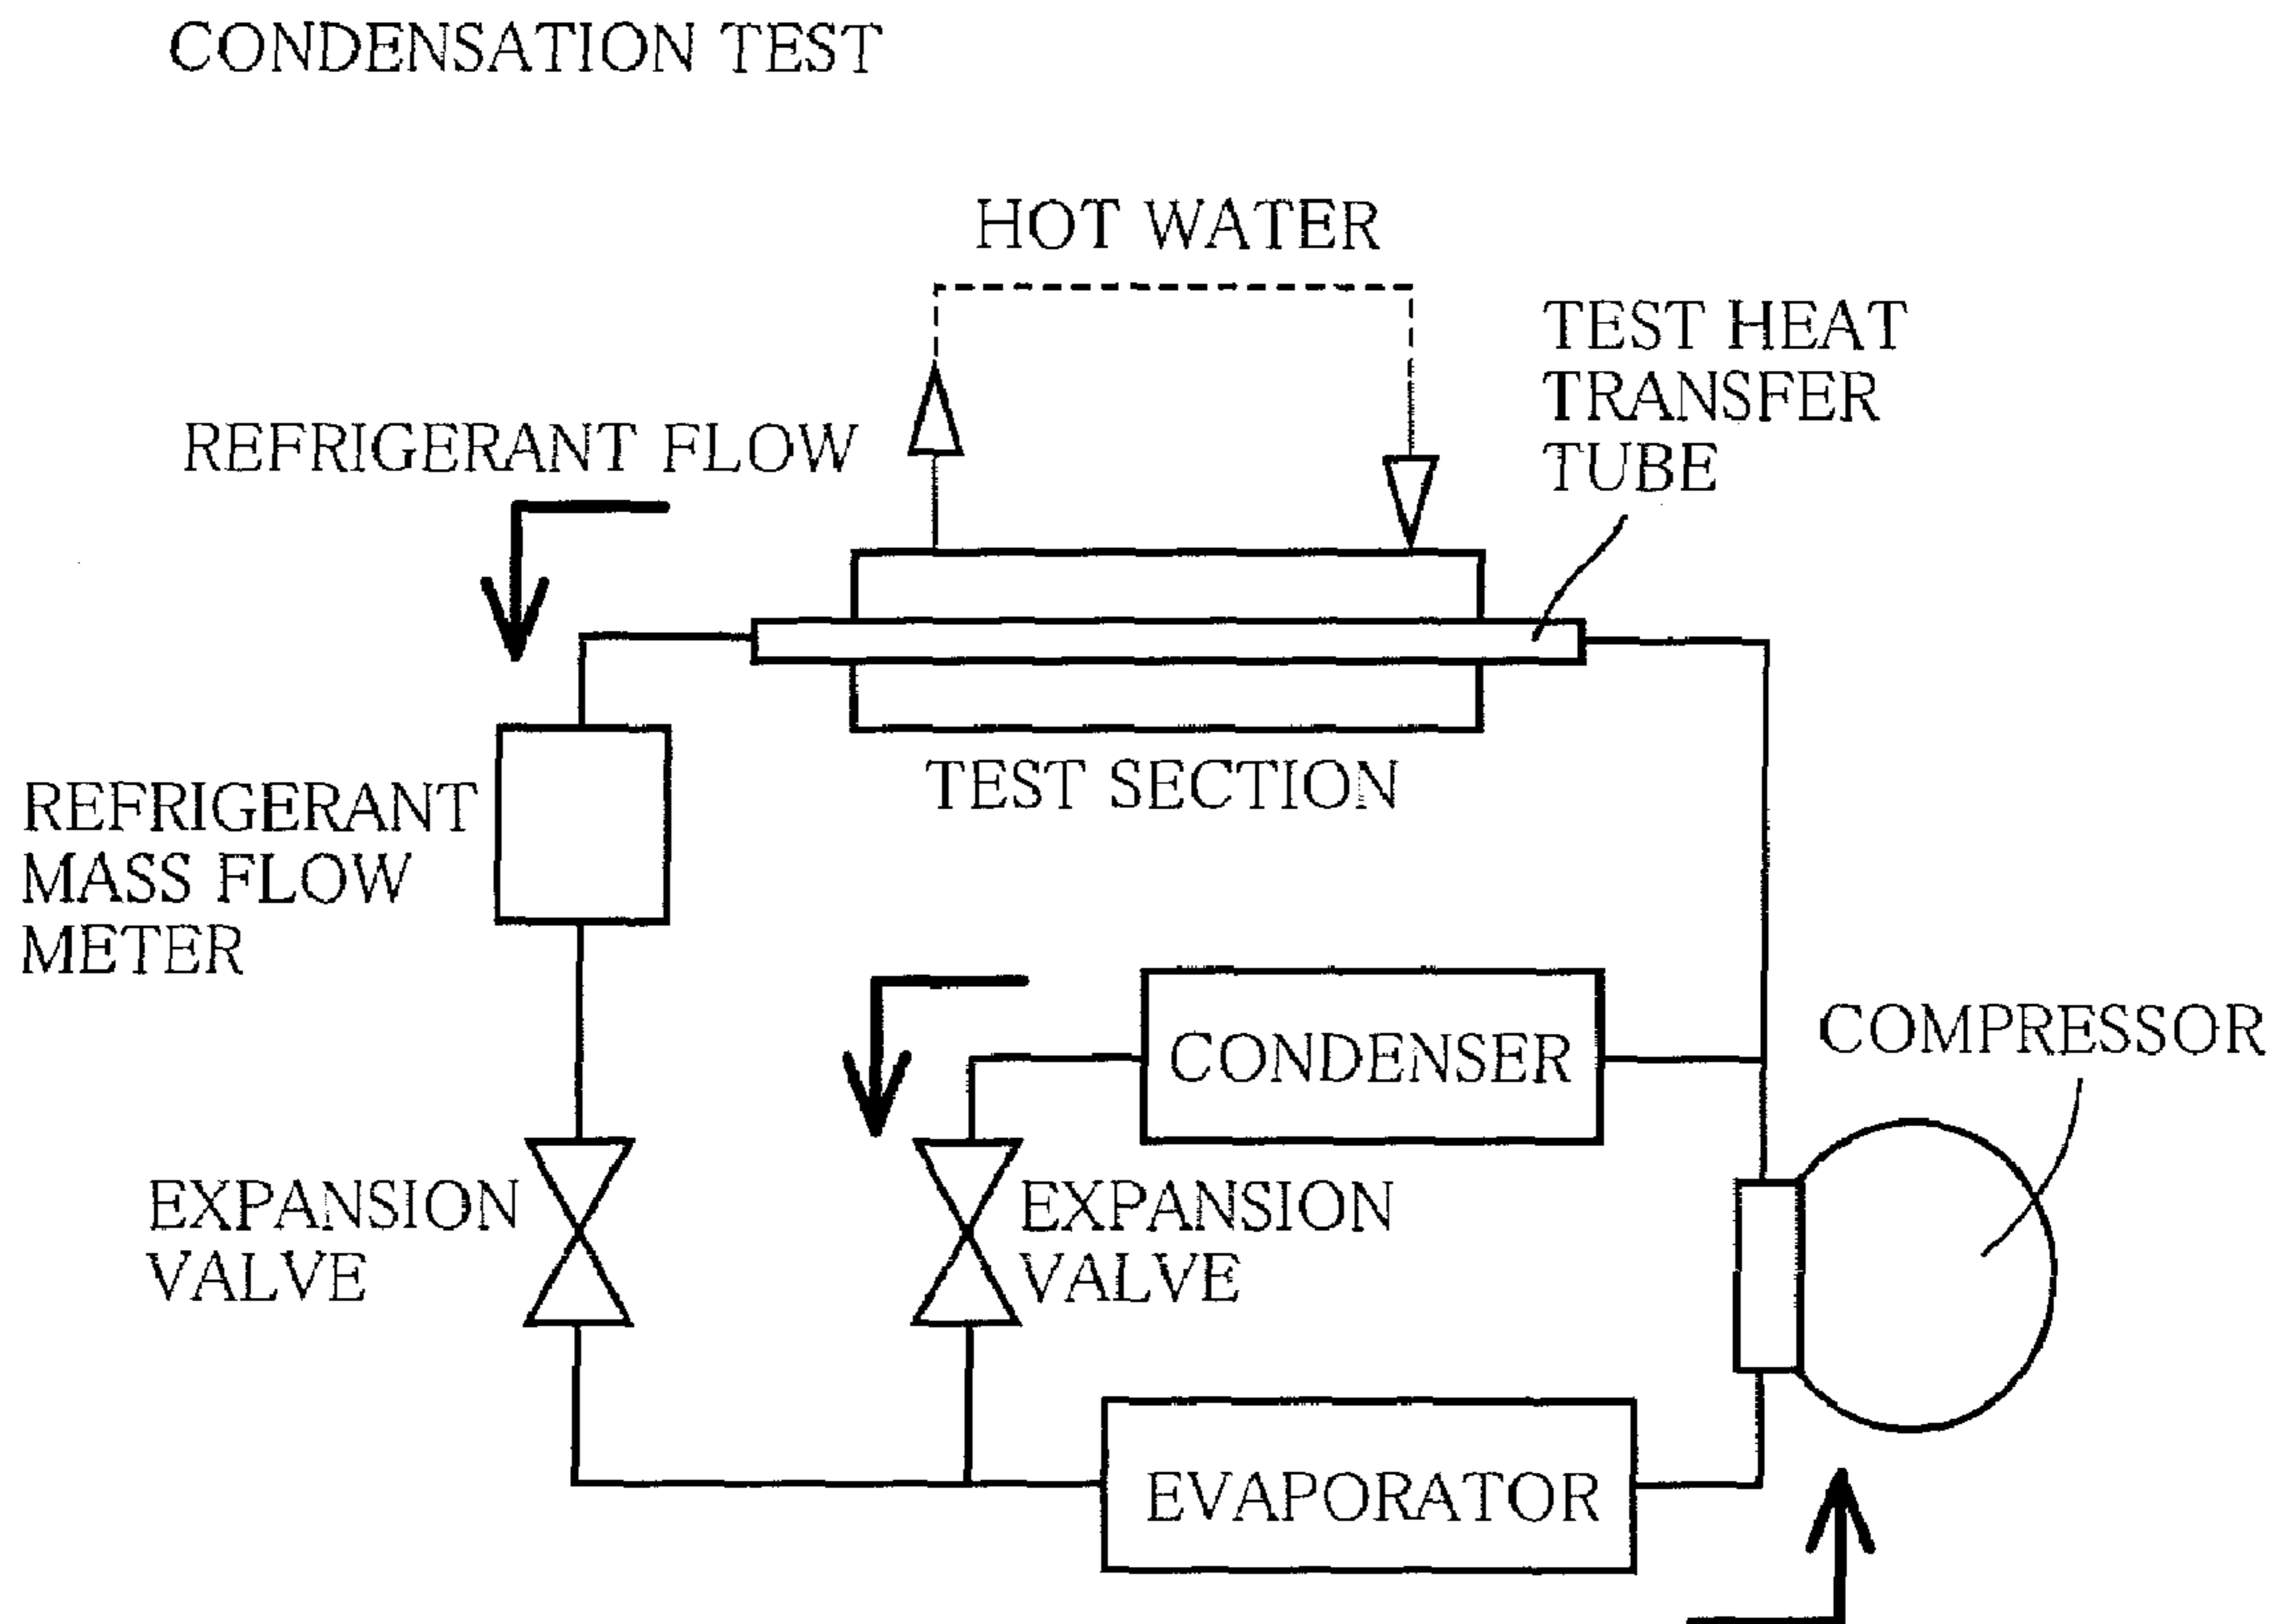 CONDENSATION TEST
HOT WATER
TEST HEAT
TRANSFER
TUBE
REFRIGERANT FLOW
TEST SECTION
REFRIGERANT
MASS FLOW
METER
CONDENSER
COMPRESSOR
EXPANSION
VALVE
EXPANSION
VALVE
EVAPORATOR